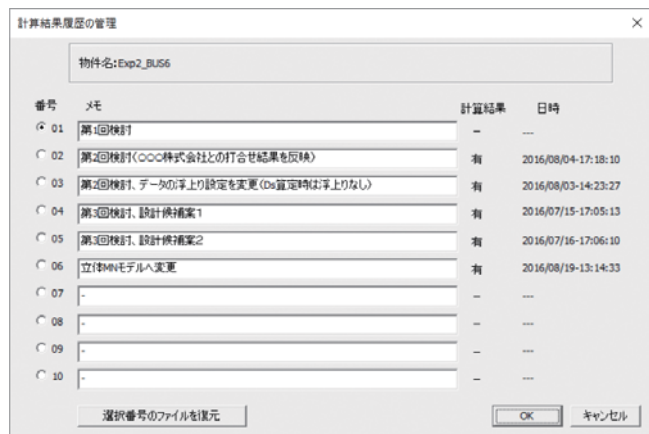 計算結果履歴の管理
物件名:Exp2_BUS6
番号 メモ 計算結果 日時
01 第1回検討 − ---
02 第2回検討(○○○株式会社との打合せ結果を反映) 有 2016/08/04-17:18:10
03 第2回検討、データの浮上り設定を変更(Ds算定時は浮上りなし) 有 2016/08/03-14:23:27
04 第3回検討、設計候補案1 有 2016/07/15-17:05:13
05 第3回検討、設計候補案2 有 2016/07/16-17:06:10
06 立体MNモデルへ変更 有 2016/08/19-13:14:33
07 - − ---
08 - − ---
09 - − ---
10 - − ---
選択番号のファイルを復元 OK キャンセル